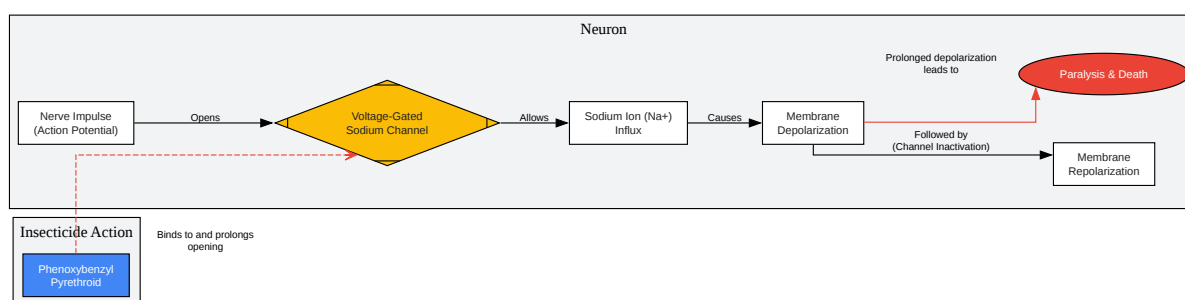 Neuron
Prolonged depolarization
leads to
Paralysis & Death
Nerve Impulse
(Action Potential)
Opens
Voltage-Gated
Sodium Channel
Allows
Sodium Ion (Na+)
Influx
Causes
Membrane
Depolarization
Followed by
(Channel Inactivation)
Membrane
Repolarization
Insecticide Action
Binds to and prolongs
opening
Phenoxybenzyl
Pyrethroid